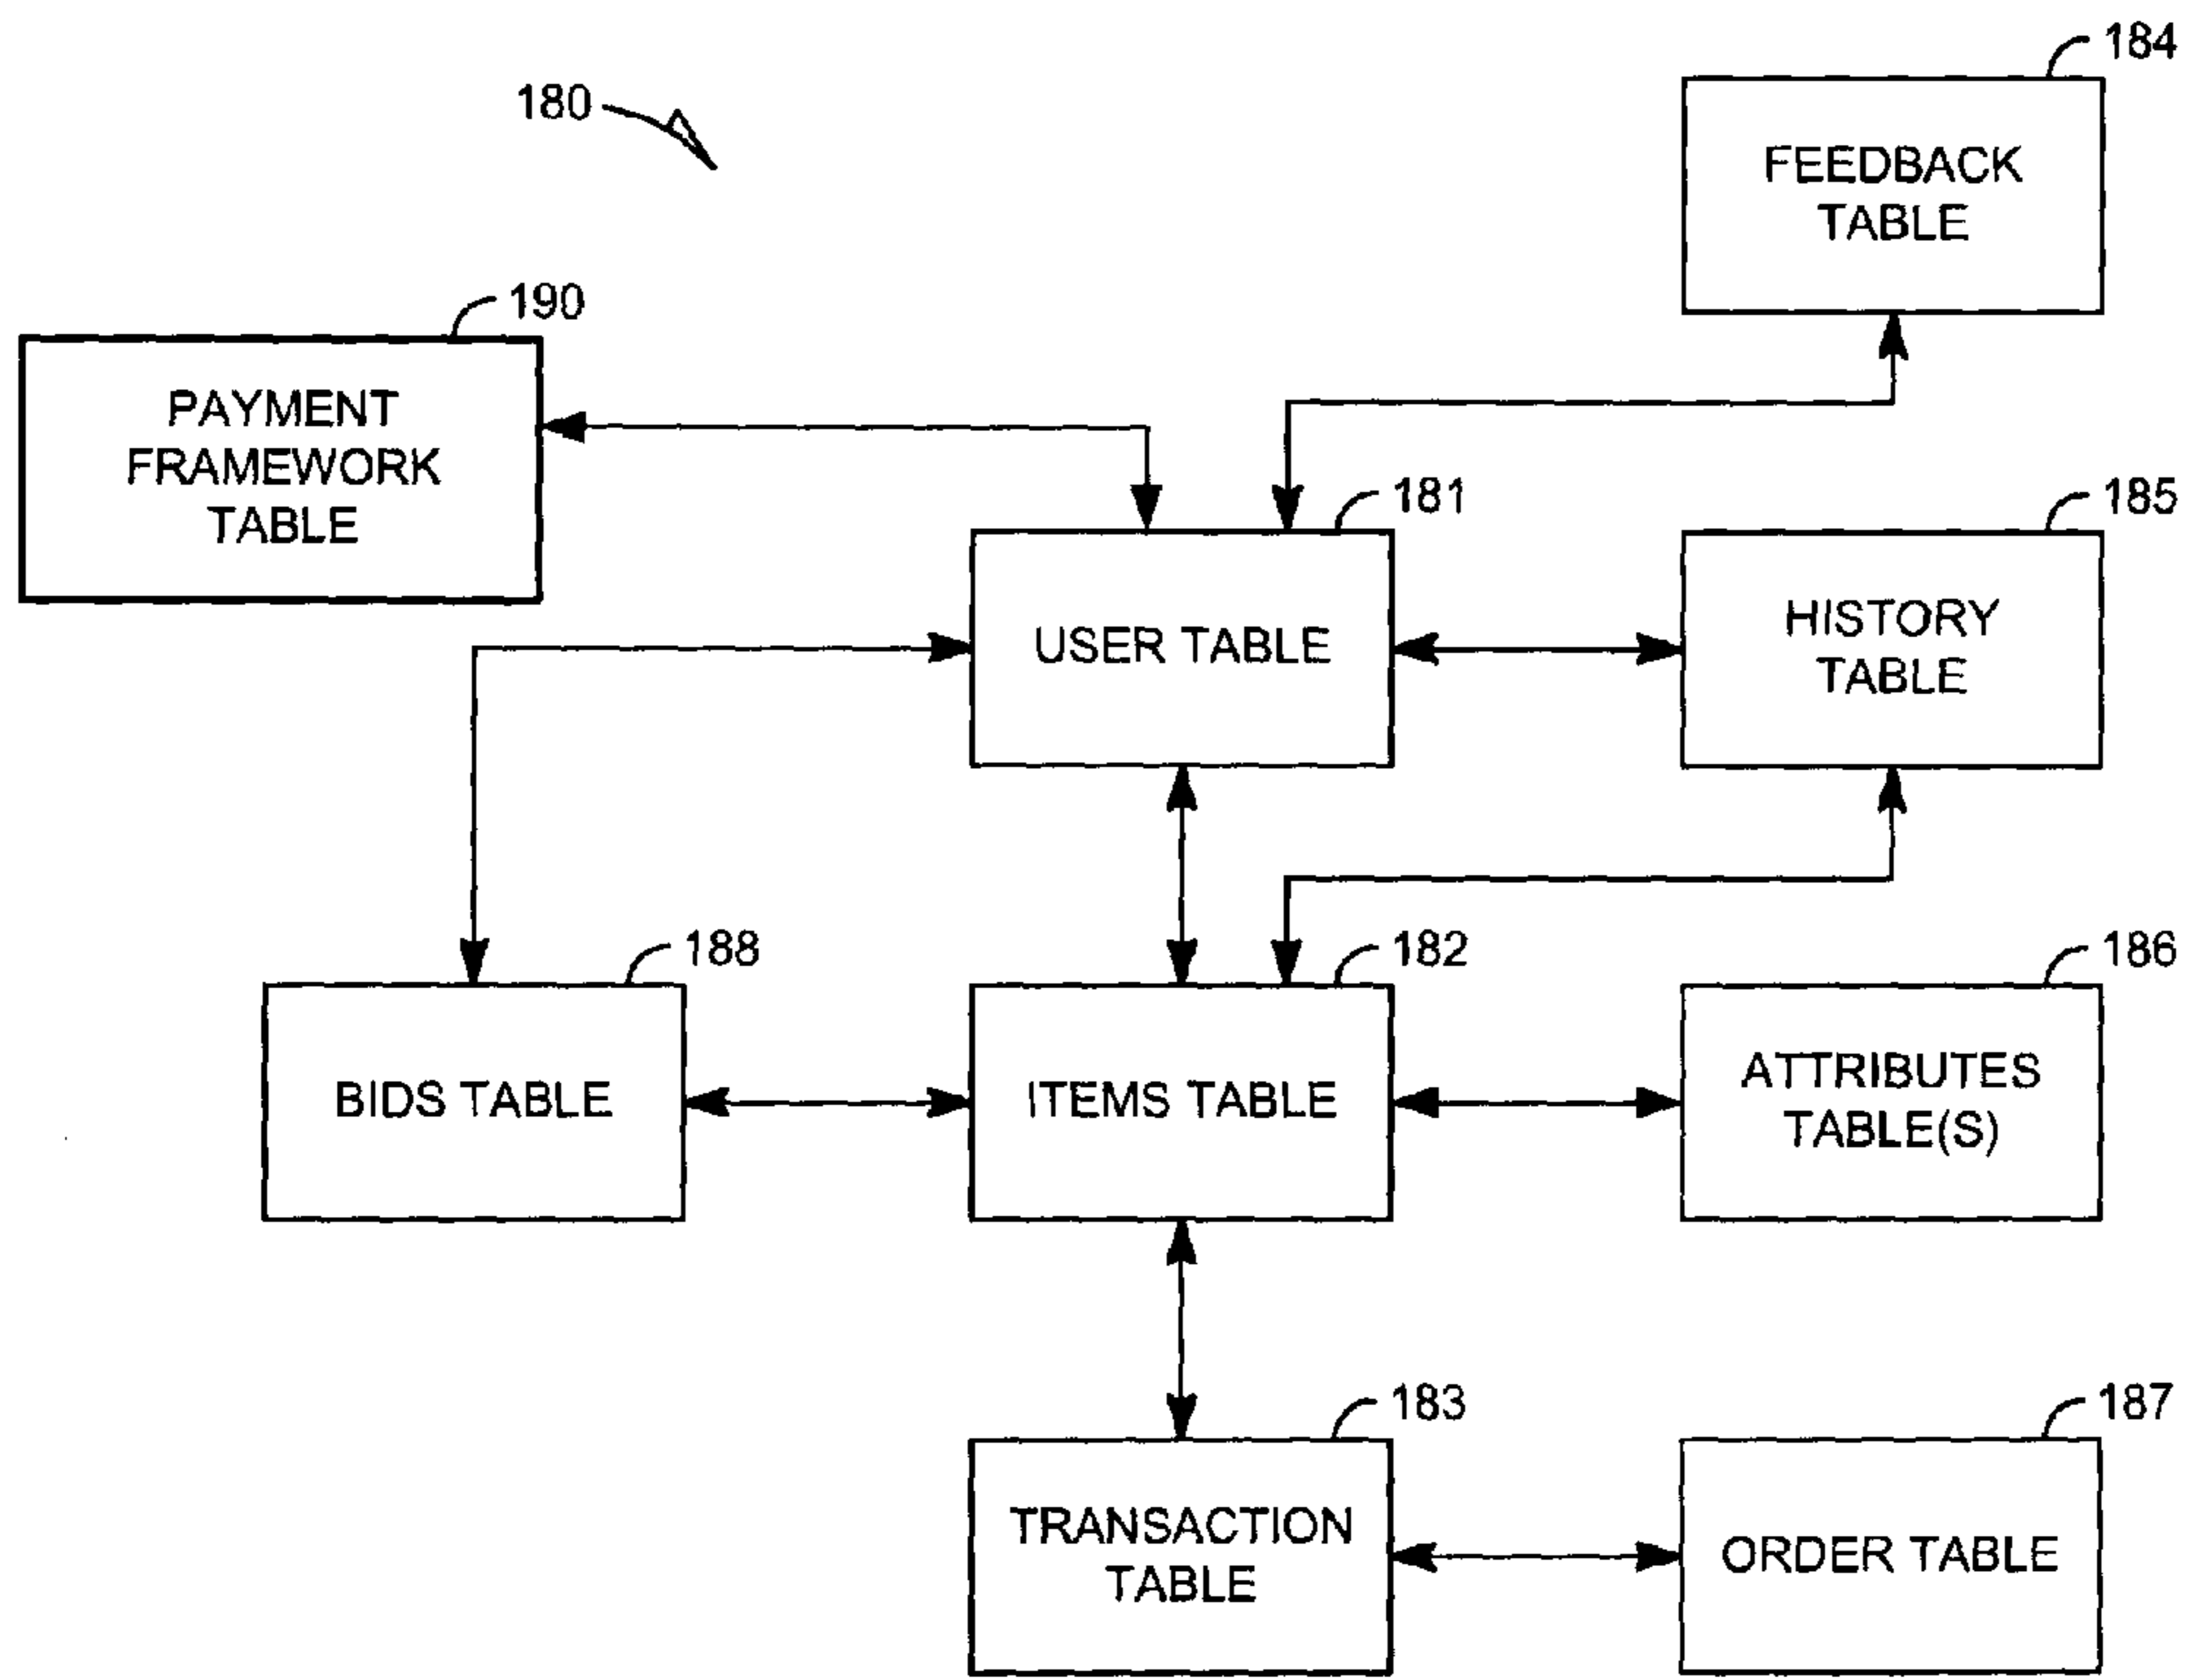 180
184
FEEDBACK
TABLE
190
PAYMENT
FRAMEWORK
TABLE
181
USER TABLE
185
HISTORY
TABLE
188
BIDS TABLE
182
ITEMS TABLE
186
ATTRIBUTES
TABLE(S)
183
TRANSACTION
TABLE
187
ORDER TABLE